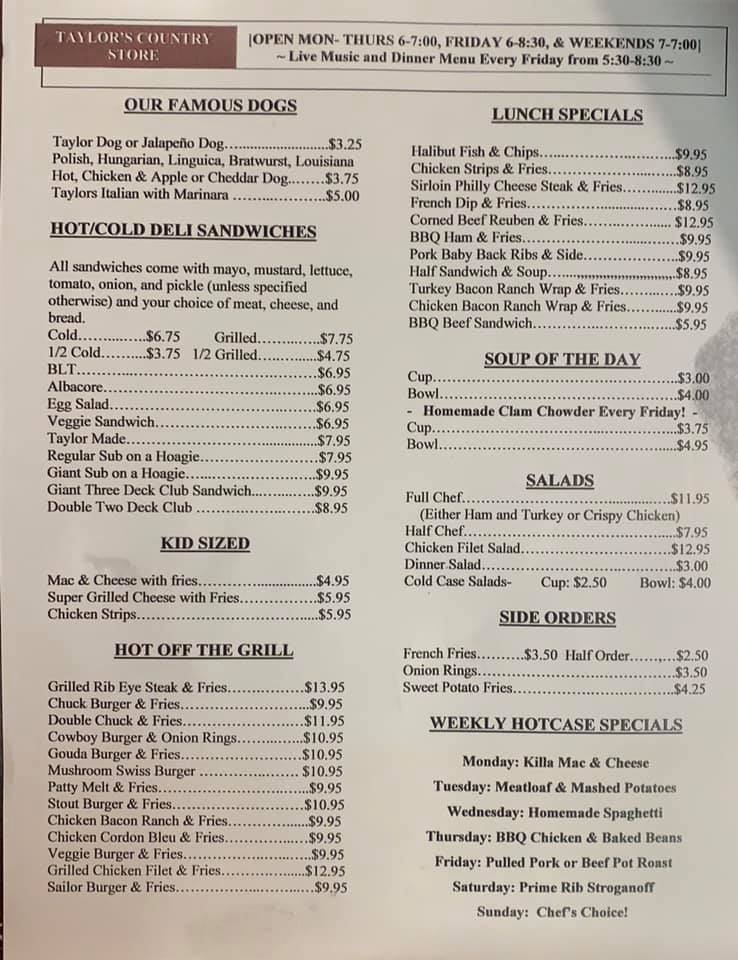 TAYLOR'S COUNTRY
STORE
|OPEN MON- THURS 6-7:00, FRIDAY 6-8:30, & WEEKENDS 7-7:00|
~ Live Music and Dinner Menu Every Friday from 5:30-8:30 ~
OUR FAMOUS DOGS
Taylor Dog or Jalapeño Dog.............................$3.25
Polish, Hungarian, Linguica, Bratwurst, Louisiana
Hot, Chicken & Apple or Cheddar Dog........$3.75
Taylors Italian with Marinara .....................$5.00
HOT/COLD DELI SANDWICHES
All sandwiches come with mayo, mustard, lettuce,
tomato, onion, and pickle (unless specified
otherwise) and your choice of meat, cheese, and
bread.
Cold................$6.75 Grilled...............$7.75
1/2 Cold..........$3.75 1/2 Grilled.............$4.75
BLT.....................................................$6.95
Albacore................................................$6.95
Egg Salad...............................................$6.95
Veggie Sandwich.....................................$6.95
Taylor Made...........................................$7.95
Regular Sub on a Hoagie..........................$7.95
Giant Sub on a Hoagie.............................$9.95
Giant Three Deck Club Sandwich...............$9.95
Double Two Deck Club ..........................$8.95
KID SIZED
Mac & Cheese with fries..........................$4.95
Super Grilled Cheese with Fries.................$5.95
Chicken Strips........................................$5.95
HOT OFF THE GRILL
Grilled Rib Eye Steak & Fries.................$13.95
Chuck Burger & Fries.............................$9.95
Double Chuck & Fries...........................$11.95
Cowboy Burger & Onion Rings...............$10.95
Gouda Burger & Fries...........................$10.95
Mushroom Swiss Burger ...................... $10.95
Patty Melt & Fries.................................$9.95
Stout Burger & Fries.............................$10.95
Chicken Bacon Ranch & Fries..................$9.95
Chicken Cordon Bleu & Fries..................$9.95
Veggie Burger & Fries............................$9.95
Grilled Chicken Filet & Fries...................$12.95
Sailor Burger & Fries..............................$9.95
LUNCH SPECIALS
Halibut Fish & Chips.............................$9.95
Chicken Strips & Fries...........................$8.95
Sirloin Philly Cheese Steak & Fries...........$12.95
French Dip & Fries................................$8.95
Corned Beef Reuben & Fries................... $12.95
BBQ Ham & Fries.................................$9.95
Pork Baby Back Ribs & Side....................$9.95
Half Sandwich & Soup.......,,,,,,,,,,,,,,,,,,,,,,,,,.$8.95
Turkey Bacon Ranch Wrap & Fries............$9.95
Chicken Bacon Ranch Wrap & Fries...........$9.95
BBQ Beef Sandwich...............................$5.95
SOUP OF THE DAY
Cup....................................................$3.00
Bowl...................................................$4.00
- Homemade Clam Chowder Every Friday! -
Cup....................................................$3.75
Bowl...................................................$4.95
SALADS
Full Chef.............................................$11.95
(Either Ham and Turkey or Crispy Chicken)
Half Chef.............................................$7.95
Chicken Filet Salad................................$12.95
Dinner Salad.........................................$3.00
Cold Case Salads- Cup: $2.50 Bowl: $4.00
SIDE ORDERS
French Fries..........$3.50 Half Order......,...$2.50
Onion Rings..........................................$3.50
Sweet Potato Fries..................................$4.25
WEEKLY HOTCASE SPECIALS
Monday: Killa Mac & Cheese
Tuesday: Meatloaf & Mashed Potatoes
Wednesday: Homemade Spaghetti
Thursday: BBQ Chicken & Baked Beans
Friday: Pulled Pork or Beef Pot Roast
Saturday: Prime Rib Stroganoff
Sunday: Chef's Choice!